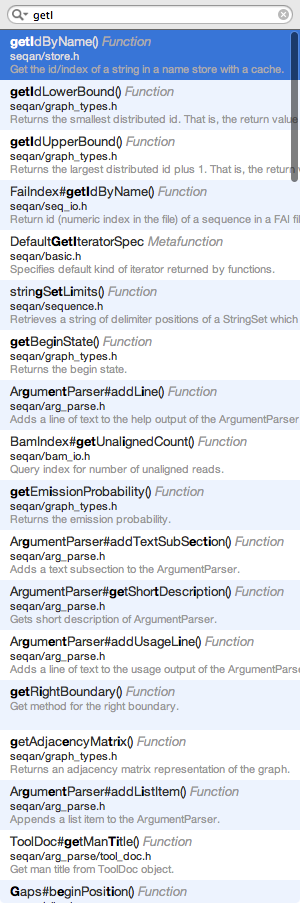 getI
getIdByName() Function
seqan/store.h
Get the id/index of a string in a name store with a cache.
getIdLowerBound() Function
seqan/graph_types.h
Returns the smallest distributed id. That is, the return value
getIdUpperBound() Function
seqan/graph_types.h
Returns the largest distributed id plus 1. That is, the return
FaiIndex#getIdByName() Function
seqan/seq_io.h
Return id (numeric index in the file) of a sequence in a FAI fil
DefaultGetIteratorSpec Metafunction
seqan/basic.h
Specifies default kind of iterator returned by functions.
stringSetLimits() Function
seqan/sequence.h
Retrieves a string of delimiter positions of a StringSet which
getBeginState() Function
seqan/graph_types.h
Returns the begin state.
ArgumentParser#addLine() Function
seqan/arg_parse.h
Adds a line of text to the help output of the ArgumentParser
BamIndex#getUnalignedCount() Function
seqan/bam_io.h
Query index for number of unaligned reads.
getEmissionProbability() Function
seqan/graph_types.h
Returns the emission probability.
ArgumentParser#addTextSubSection() Function
seqan/arg_parse.h
Adds a text subsection to the ArgumentParser.
ArgumentParser#getShortDescription() Function
seqan/arg_parse.h
Gets short description of ArgumentParser.
ArgumentParser#addUsageLine() Function
seqan/arg_parse.h
Adds a line of text to the usage output of the ArgumentParse
getRightBoundary() Function
Get method for the right boundary.
getAdjacencyMatrix() Function
seqan/graph_types.h
Returns an adjacency matrix representation of the graph.
ArgumentParser#addListItem() Function
seqan/arg_parse.h
Appends a list item to the ArgumentParser.
ToolDoc#getManTitle() Function
seqan/arg_parse/tool_doc.h
Get man title from ToolDoc object.
Gaps#beginPosition() Function